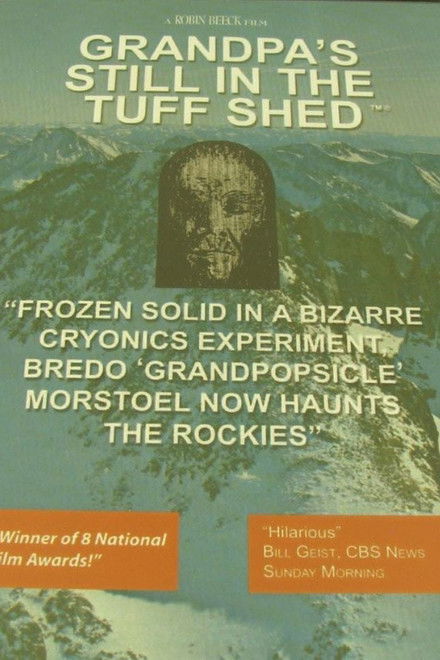 A ROBIN BEECK FILM
GRANDPA'S
STILL IN THE
TUFF SHED™
"FROZEN SOLID IN A BIZARRE
CRYONICS EXPERIMENT,
BREDO 'GRANDPOPSICLE'
MORSTOEL NOW HAUNTS
THE ROCKIES"
Winner of 8 National
ilm Awards!"
"Hilarious"
BILL GEIST, CBS NEWS
SUNDAY MORNING